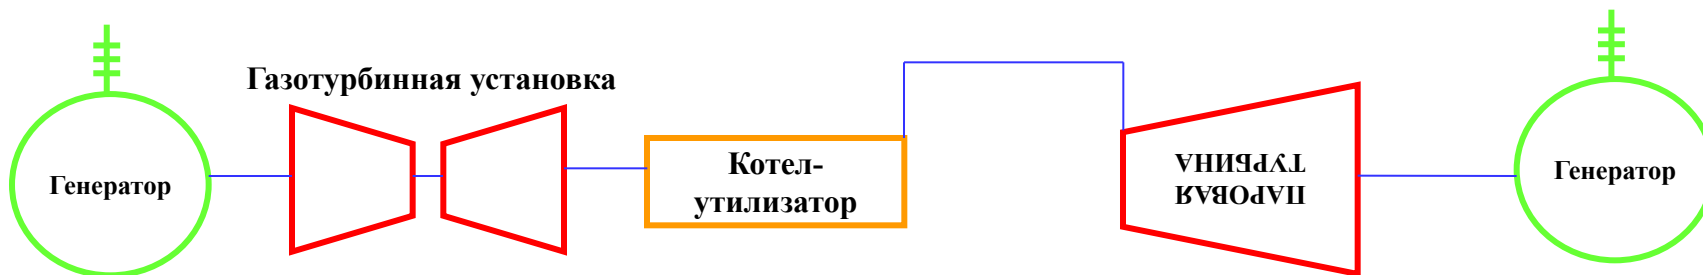 Газотурбинная установка
Генератор
Котел-
утилизатор
ПАРОВАЯ
ТУРБИНА
Генератор